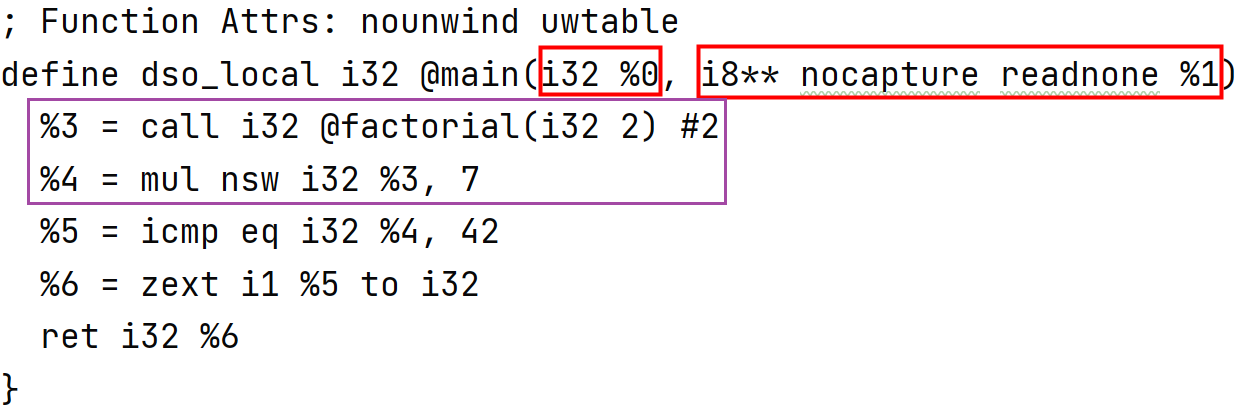 ; Function Attrs: nounwind uwtable
define dso_local i32 @main(i32 %0, i8** nocapture readnone %1)
%3 = call i32 @factorial(i32 2) #2
%4 = mul nsw i32 %3, 7
%5 = icmp eq i32 %4, 42
%6 = zext i1 %5 to i32
ret i32 %6
}